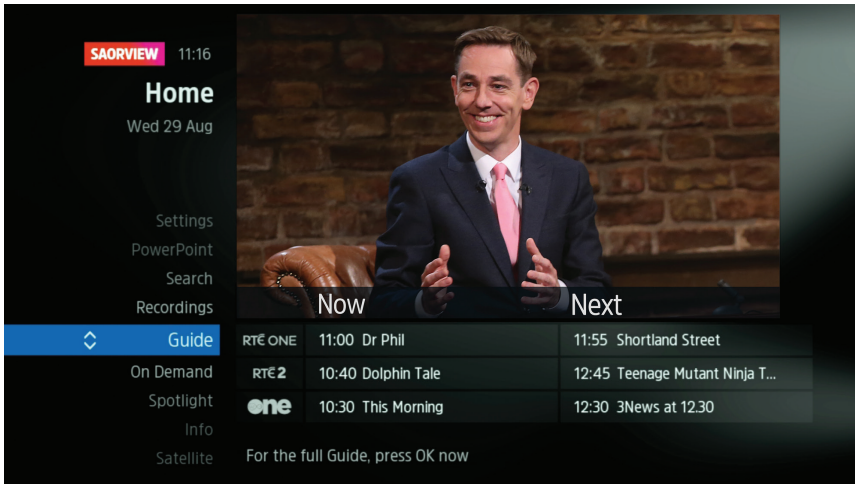 SAORVIEW 11:16
Home
Wed 29 Aug
Settings
PowerPoint
Search
Recordings
Guide
On Demand
Spotlight
Info
Satellite
Now Next
RTÉ ONE 11:00 Dr Phil 11:55 Shortland Street
RTÉ2 10:40 Dolphin Tale 12:45 Teenage Mutant Ninja T...
one 10:30 This Morning 12:30 3News at 12.30
For the full Guide, press OK now